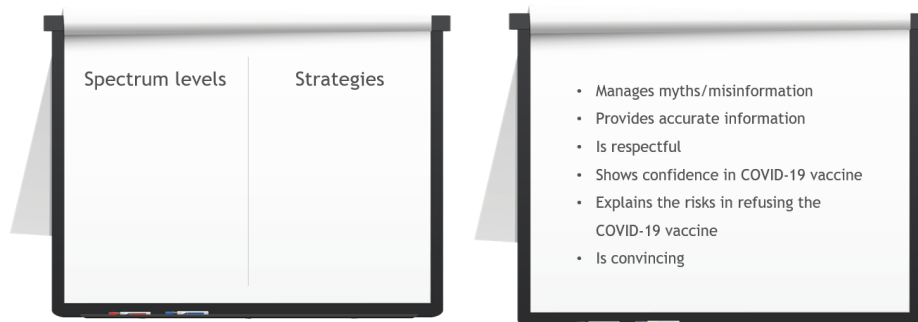 Spectrum levels
Strategies
• Manages myths/misinformation
• Provides accurate information
• Is respectful
• Shows confidence in COVID-19 vaccine
• Explains the risks in refusing the
COVID-19 vaccine
• Is convincing